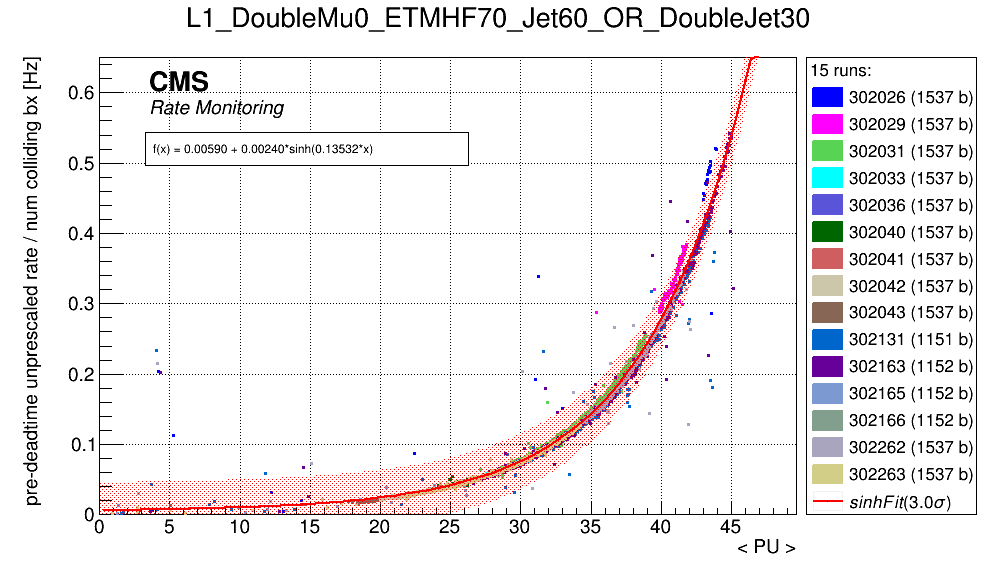 L1_DoubleMu0_ETMHF70_Jet60_OR_DoubleJet30
pre-deadtime unprescaled rate / num colliding bx [Hz]
CMS
Rate Monitoring
f(x) = 0.00590 + 0.00240*sinh(0.13532*x)
0.6
0.5
0.4
0.3
0.2
0.1
0
0 5 10 15 20 25 30 35 40 45
< PU >
15 runs:
302026 (1537 b)
302029 (1537 b)
302031 (1537 b)
302033 (1537 b)
302036 (1537 b)
302040 (1537 b)
302041 (1537 b)
302042 (1537 b)
302043 (1537 b)
302131 (1151 b)
302163 (1152 b)
302165 (1152 b)
302166 (1152 b)
302262 (1537 b)
302263 (1537 b)
sinhFit(3.0σ)